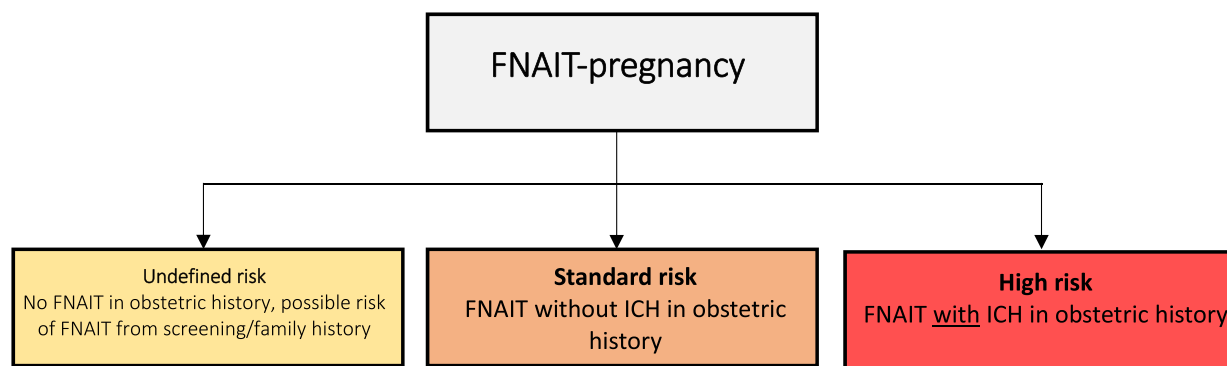 FNAIT-pregnancy
Undefined risk
No FNAIT in obstetric history, possible risk
of FNAIT from screening/family history
Standard risk
FNAIT without ICH in obstetric
history
High risk
FNAIT with ICH in obstetric history